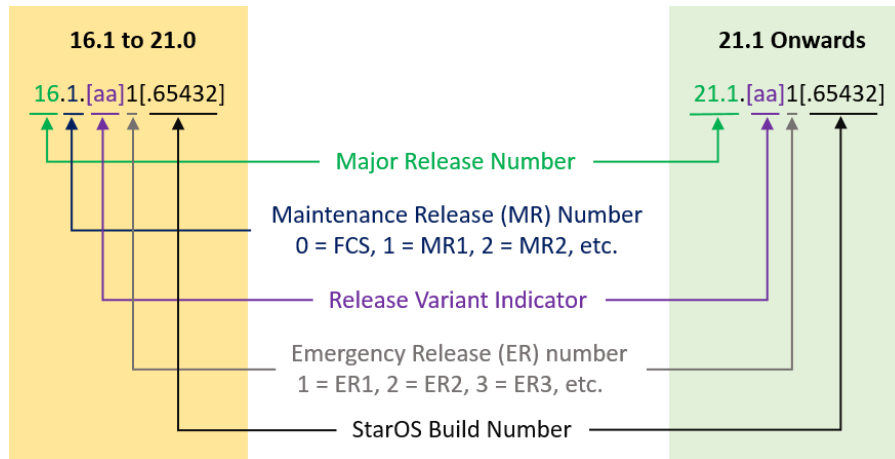 16.1 to 21.0
21.1 Onwards
16.1.[aa]1[.65432]
21.1.[aa]1[.65432]
Major Release Number
Maintenance Release (MR) Number
0 = FCS, 1 = MR1, 2 = MR2, etc.
Release Variant Indicator
Emergency Release (ER) number
1 = ER1, 2 = ER2, 3 = ER3, etc.
StarOS Build Number